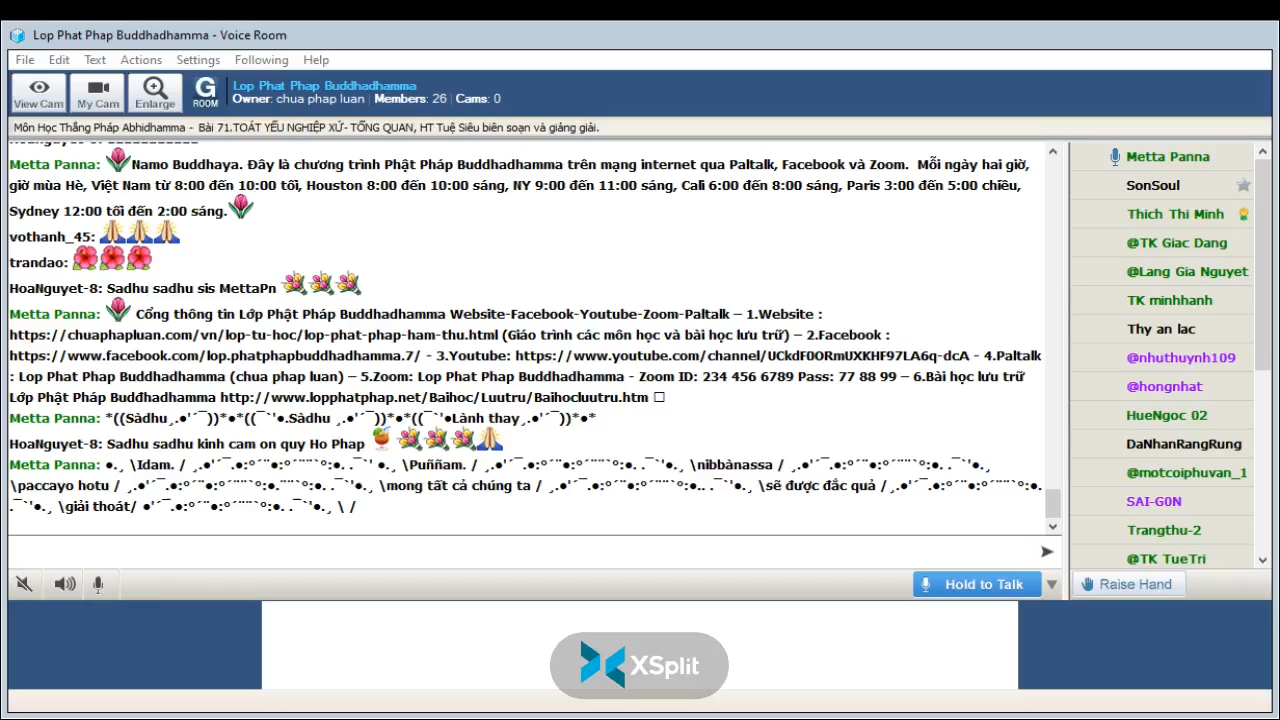 Lop Phat Phap Buddhadhamma - Voice Room
File Edit Text Actions Settings Following Help
View Cam My Cam Enlarge G ROOM
Lop Phat Phap Buddhadhamma
Owner: chua phap luan | Members: 26 | Cams: 0
Môn Học Thắng Pháp Abhidhamma - Bài 71.TOÁT YẾU NGHIỆP XỨ- TỔNG QUAN, HT Tuệ Siêu biên soạn và giảng giải.
Metta Panna: Namo Buddhaya. Đây là chương trình Phật Pháp Buddhadhamma trên mạng internet qua Paltalk, Facebook và Zoom. Mỗi ngày hai giờ,
giờ mùa Hè, Việt Nam từ 8:00 đến 10:00 tối, Houston 8:00 đến 10:00 sáng, NY 9:00 đến 11:00 sáng, Cali 6:00 đến 8:00 sáng, Paris 3:00 đến 5:00 chiều,
Sydney 12:00 tối đến 2:00 sáng.
vothanh_45: 🙏🙏🙏
trandao: 🌺🌺🌺
HoaNguyet-8: Sadhu sadhu sis MettaPn 💐💐💐
Metta Panna: 🌷 Cổng thông tin Lớp Phật Pháp Buddhadhamma Website-Facebook-Youtube-Zoom-Paltalk – 1.Website :
https://chuaphapluan.com/vn/lop-tu-hoc/lop-phat-phap-ham-thu.html (Giáo trình các môn học và bài học lưu trữ) – 2.Facebook :
https://www.facebook.com/lop.phatphapbuddhadhamma.7/ - 3.Youtube: https://www.youtube.com/channel/UCkdF0ORmUXKHF97LA6q-dcA - 4.Paltalk
: Lop Phat Phap Buddhadhamma (chua phap luan) – 5.Zoom: Lop Phat Phap Buddhadhamma - Zoom ID: 234 456 6789 Pass: 77 88 99 – 6.Bài học lưu trữ
Lớp Phật Pháp Buddhadhamma http://www.lopphatphap.net/Baihoc/Luutru/Baihocluutru.htm □
Metta Panna: *((Sàdhu¸.●'´¯))*●*((¯`'●.Sàdhu ¸.●'´¯))*●*((¯`'●Lành thay¸.●'´¯))*●*
HoaNguyet-8: Sadhu sadhu kinh cam on quy Ho Phap 🍹💐💐💐🙏
Metta Panna: ●.¸ \Idam. / ¸.●'´¯.●:°´¨●:°´¨¨`°:●. .¯`' ●.¸ \Puññam. / ¸.●'´¯.●:°´¨●:°´¨¨`°:●. .¯`'●.¸ \nibbànassa / ¸.●'´¯.●:°´¨●:°´¨¨`°:●. .¯`'●.¸
\paccayo hotu / ¸.●'´¯.●:°´¨●:°´¨¨`°:●. .¯`'●.¸ \mong tất cả chúng ta / ¸.●'´¯.●:°´¨●:°´¨¨`°:●.. .¯`'●.¸ \sẽ được đắc quả /¸.●'´¯.●:°´¨●:°´¨¨`°:●.
.¯`'●.¸ \giải thoát/ ●'´¯.●:°´¨●:°´¨¨`°:●. .¯`'●.¸ \ /
Hold to Talk
Metta Panna
SonSoul
Thich Thi Minh
@TK Giac Dang
@Lang Gia Nguyet
TK minhhanh
Thy an lac
@nhuthuynh109
@hongnhat
HueNgoc 02
DaNhanRangRung
@motcoiphuvan_1
SAI-G0N
Trangthu-2
@TK TueTri
Raise Hand
XSplit